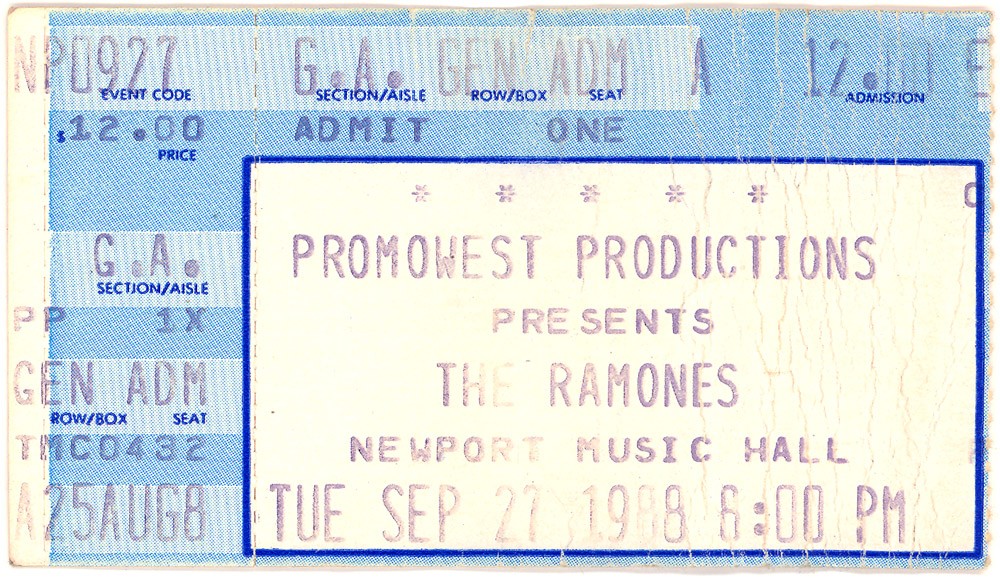 NP0927 G.A. GEN ADM A 12.00 E
EVENT CODE SECTION/AISLE ROW/BOX SEAT ADMISSION
$12.00 ADMIT ONE
PRICE
* * * * *
G.A. PROMOWEST PRODUCTIONS
SECTION/AISLE
PP 1X PRESENTS
GEN ADM THE RAMONES
ROW/BOX SEAT
TMC0432 NEWPORT MUSIC HALL
A25AUG8 TUE SEP 27 1988 6:00 PM